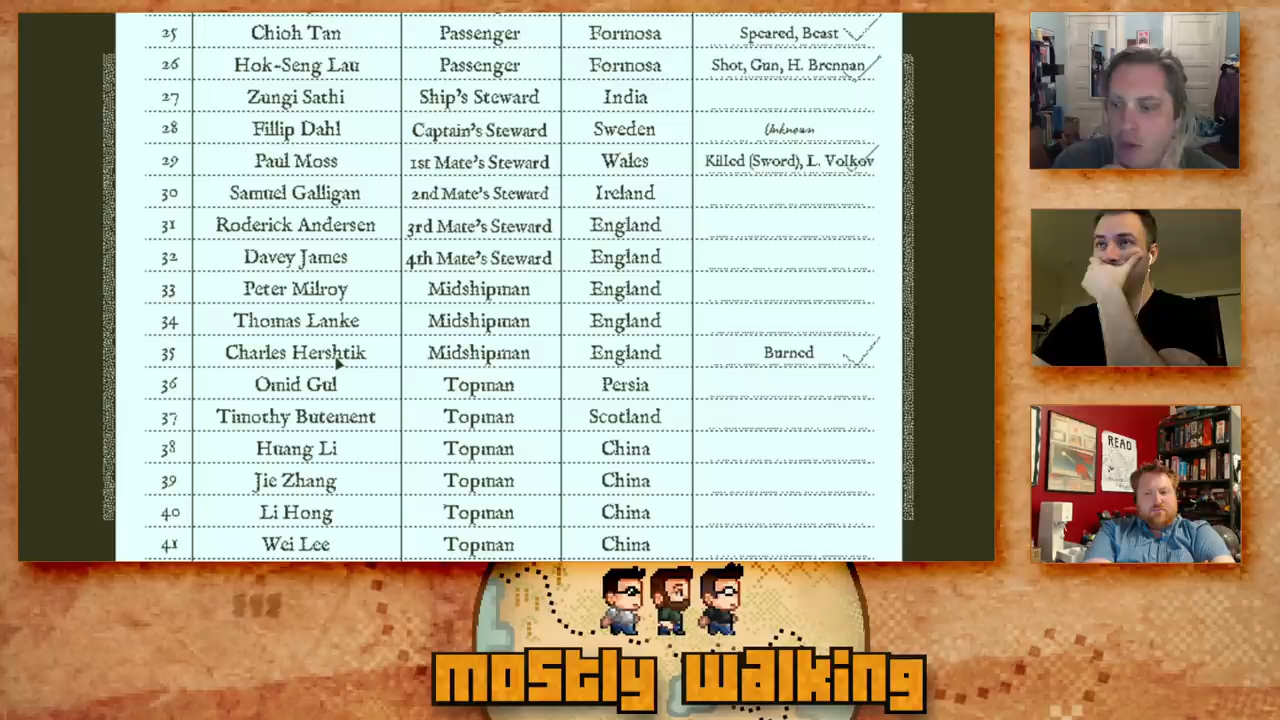 25 Chioh Tan Passenger Formosa Speared, Beast
26 Hok-Seng Lau Passenger Formosa Shot, Gun, H. Brennan
27 Zungi Sathi Ship's Steward India
28 Fillip Dahl Captain's Steward Sweden Unknown
29 Paul Moss 1st Mate's Steward Wales Killed (Sword), L. Volkov
30 Samuel Galligan 2nd Mate's Steward Ireland
31 Roderick Andersen 3rd Mate's Steward England
32 Davey James 4th Mate's Steward England
33 Peter Milroy Midshipman England
34 Thomas Lanke Midshipman England
35 Charles Hershtik Midshipman England Burned
36 Omid Gul Topman Persia
37 Timothy Butement Topman Scotland
38 Huang Li Topman China
39 Jie Zhang Topman China
40 Li Hong Topman China
41 Wei Lee Topman China
READ
mostly walking